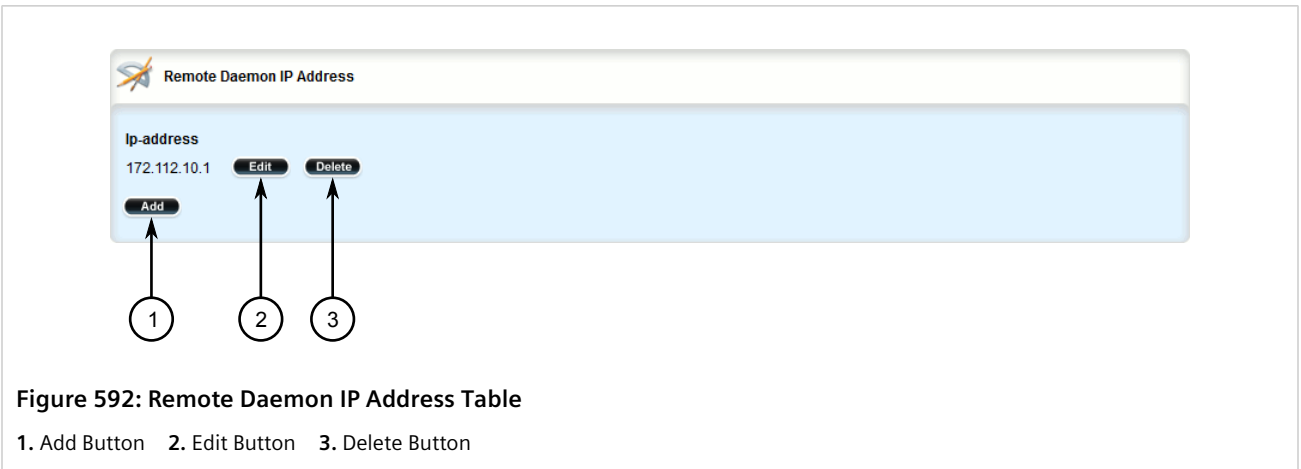 Remote Daemon IP Address
Ip-address
172.112.10.1 Edit Delete
Add
1 2 3
Figure 592: Remote Daemon IP Address Table
1. Add Button 2. Edit Button 3. Delete Button